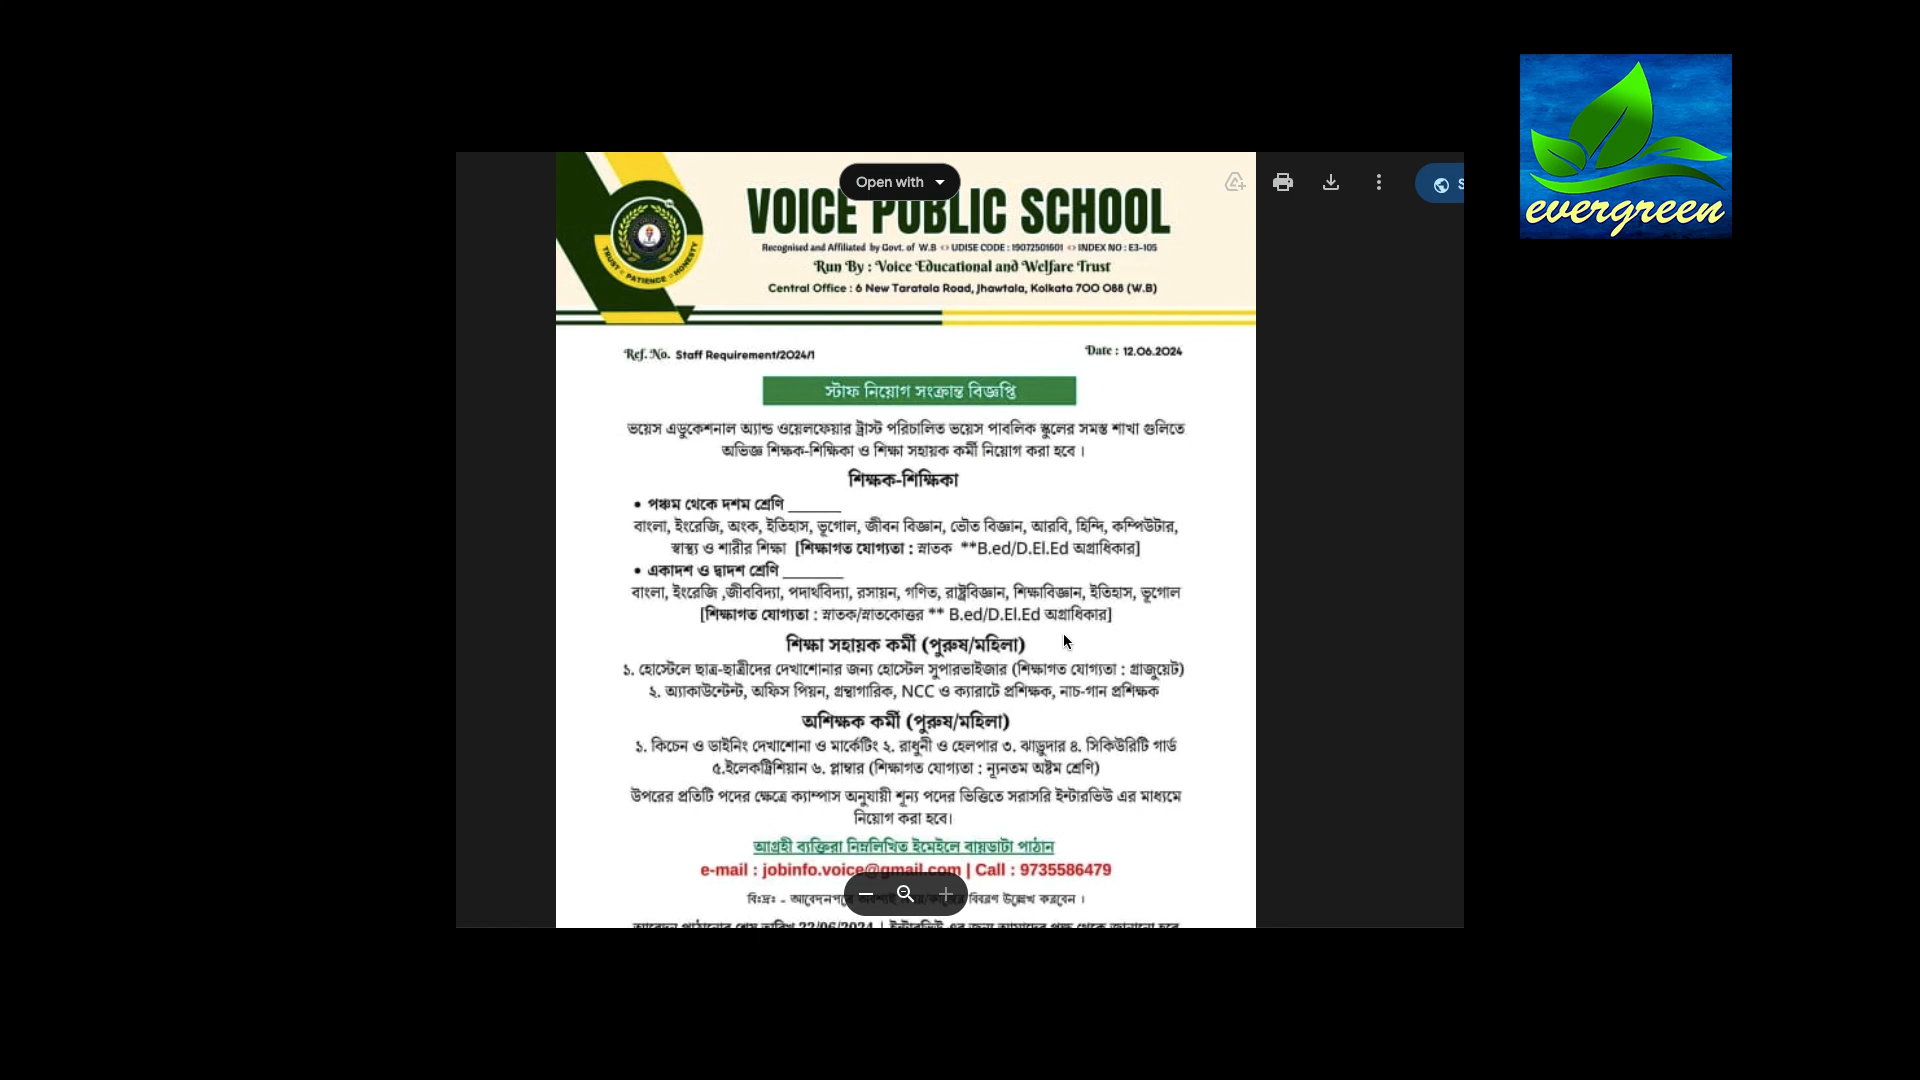 Open with
VOICE PUBLIC SCHOOL
Recognised and Affiliated by Govt. of W.B <> UDISE CODE : 19072501601 <> INDEX NO : E3-105
Run By : Voice Educational and Welfare Trust
Central Office : 6 New Taratala Road, Jhawtala, Kolkata 700 088 (W.B)
TRUST PATIENCE HONESTY
evergreen
Ref. No. Staff Requirement/2024/1
Date : 12.06.2024
স্টাফ নিয়োগ সংক্রান্ত বিজ্ঞপ্তি
ভয়েস এডুকেশনাল অ্যান্ড ওয়েলফেয়ার ট্রাস্ট পরিচালিত ভয়েস পাবলিক স্কুলের সমস্ত শাখা গুলিতে
অভিজ্ঞ শিক্ষক-শিক্ষিকা ও শিক্ষা সহায়ক কর্মী নিয়োগ করা হবে ।
শিক্ষক-শিক্ষিকা
• পঞ্চম থেকে দশম শ্রেণি ______
বাংলা, ইংরেজি, অংক, ইতিহাস, ভূগোল, জীবন বিজ্ঞান, ভৌত বিজ্ঞান, আরবি, হিন্দি, কম্পিউটার,
স্বাস্থ্য ও শারীর শিক্ষা [শিক্ষাগত যোগ্যতা : স্নাতক **B.ed/D.El.Ed অগ্রাধিকার]
• একাদশ ও দ্বাদশ শ্রেণি _______
বাংলা, ইংরেজি ,জীববিদ্যা, পদার্থবিদ্যা, রসায়ন, গণিত, রাষ্ট্রবিজ্ঞান, শিক্ষাবিজ্ঞান, ইতিহাস, ভূগোল
[শিক্ষাগত যোগ্যতা : স্নাতক/স্নাতকোত্তর ** B.ed/D.El.Ed অগ্রাধিকার]
শিক্ষা সহায়ক কর্মী (পুরুষ/মহিলা)
১. হোস্টেলে ছাত্র-ছাত্রীদের দেখাশোনার জন্য হোস্টেল সুপারভাইজার (শিক্ষাগত যোগ্যতা : গ্রাজুয়েট)
২. অ্যাকাউন্টেন্ট, অফিস পিয়ন, গ্রন্থাগারিক, NCC ও ক্যারাটে প্রশিক্ষক, নাচ-গান প্রশিক্ষক
অশিক্ষক কর্মী (পুরুষ/মহিলা)
১. কিচেন ও ডাইনিং দেখাশোনা ও মার্কেটিং ২. রাধুনী ও হেলপার ৩. ঝাড়ুদার ৪. সিকিউরিটি গার্ড
৫.ইলেকট্রিশিয়ান ৬. প্লাম্বার (শিক্ষাগত যোগ্যতা : ন্যূনতম অষ্টম শ্রেণি)
উপরের প্রতিটি পদের ক্ষেত্রে ক্যাম্পাস অনুযায়ী শূন্য পদের ভিত্তিতে সরাসরি ইন্টারভিউ এর মাধ্যমে
নিয়োগ করা হবে।
আগ্রহী ব্যক্তিরা নিম্নলিখিত ইমেইলে বায়ডাটা পাঠান
e-mail : jobinfo.voice@gmail.com | Call : 9735586479
বিঃদ্রঃ - বিবরণ উল্লেখ করবেন ।